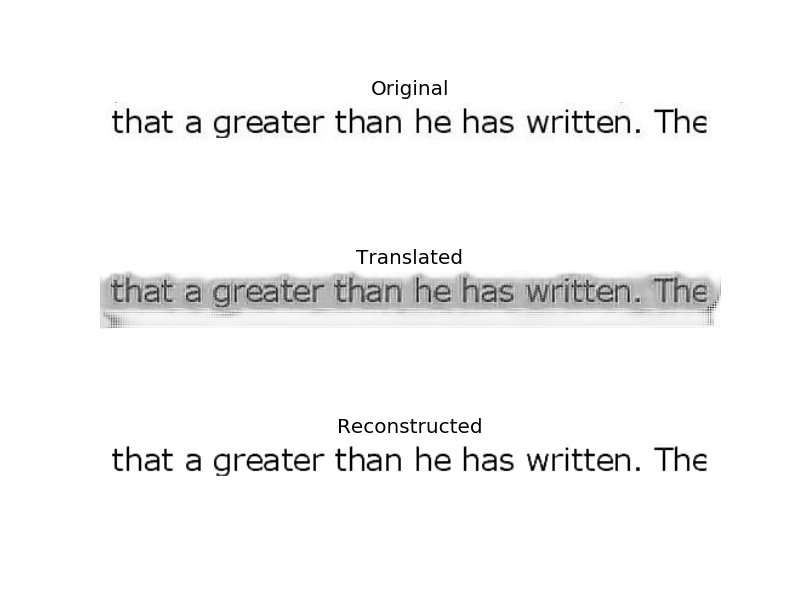 Original
that a greater than he has written. The
Translated
that a greater than he has written. The
Reconstructed
that a greater than he has written. The